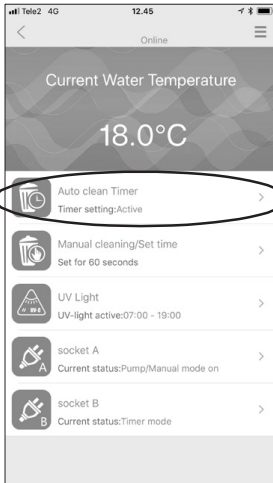 Tele2 4G 12.45
Online
Current Water Temperature
18.0°C
Auto clean Timer
Timer setting:Active
Manual cleaning/Set time
Set for 60 seconds
UV Light
UV-light active:07:00 - 19:00
socket A
Current status:Pump/Manual mode on
A
socket B
Current status:Timer mode
B